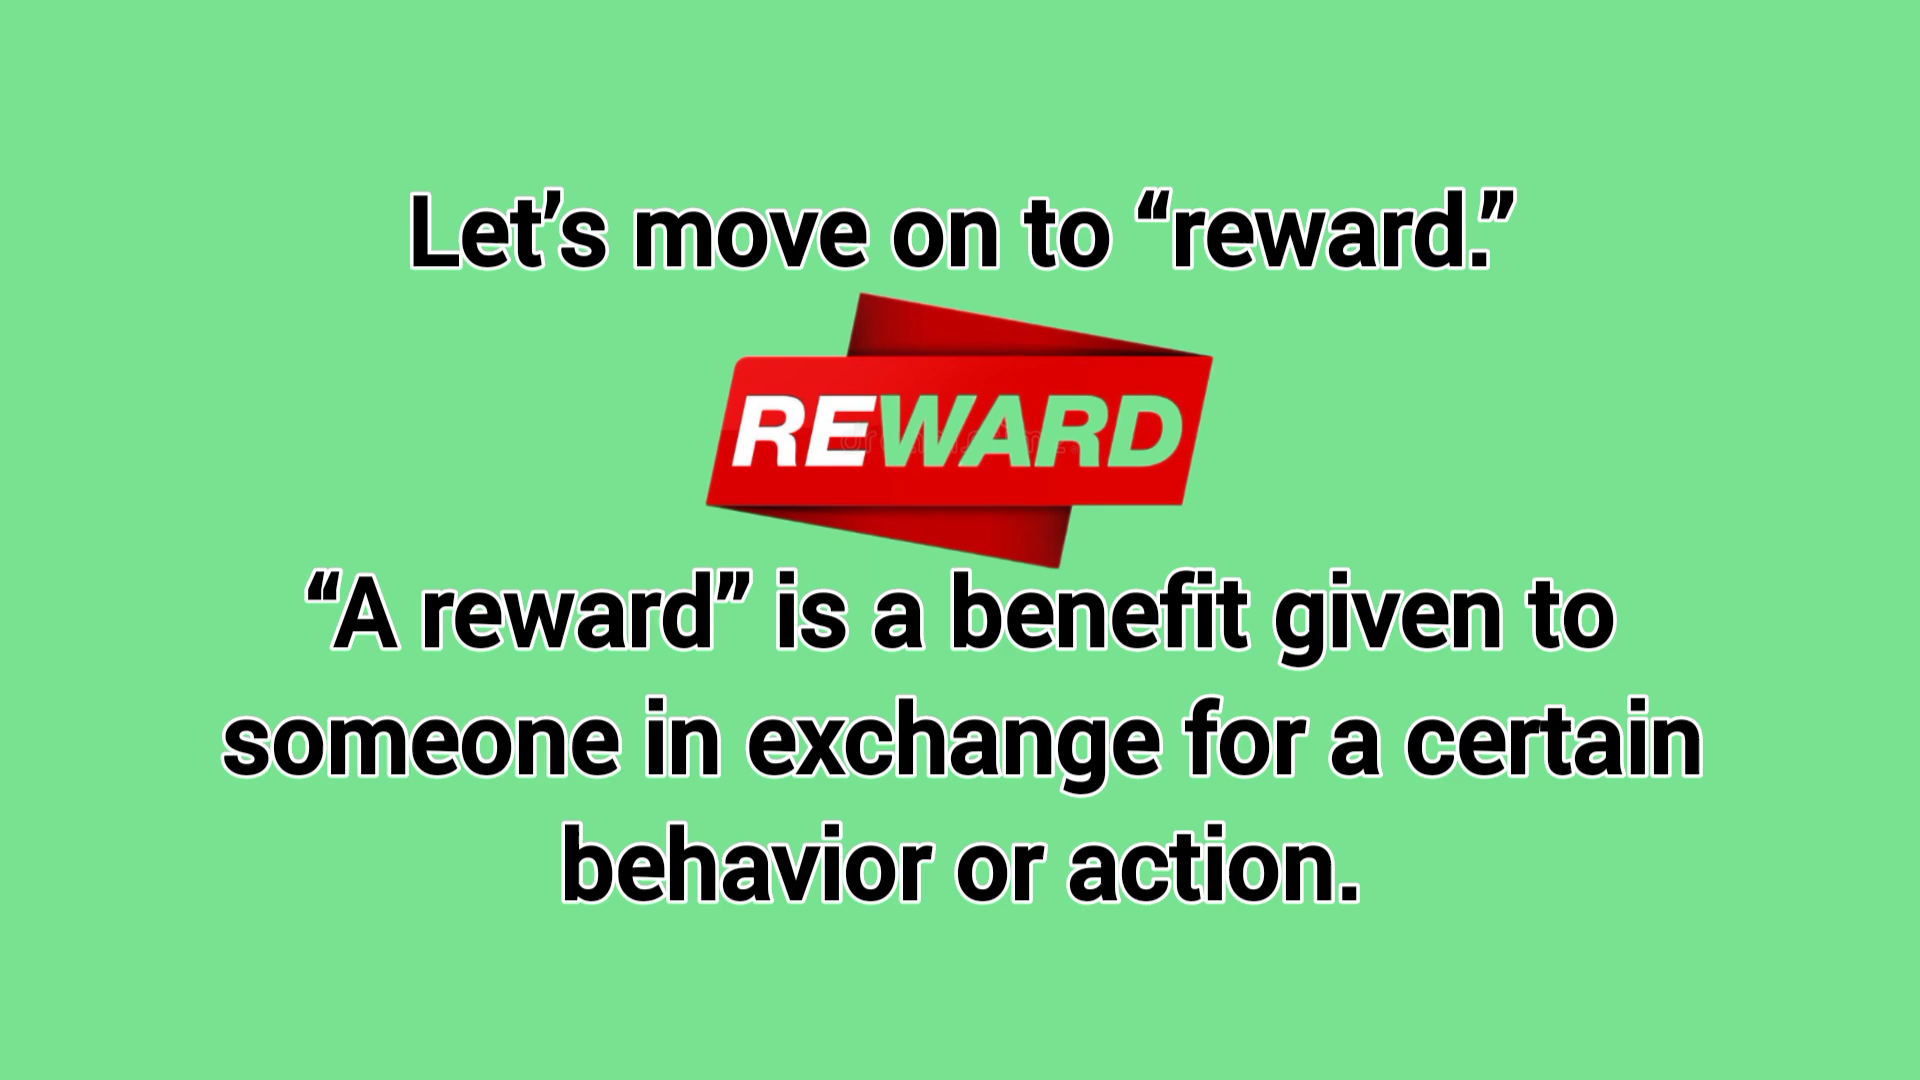 Let’s move on to “reward.”
REWARD
“A reward” is a benefit given to
someone in exchange for a certain
behavior or action.